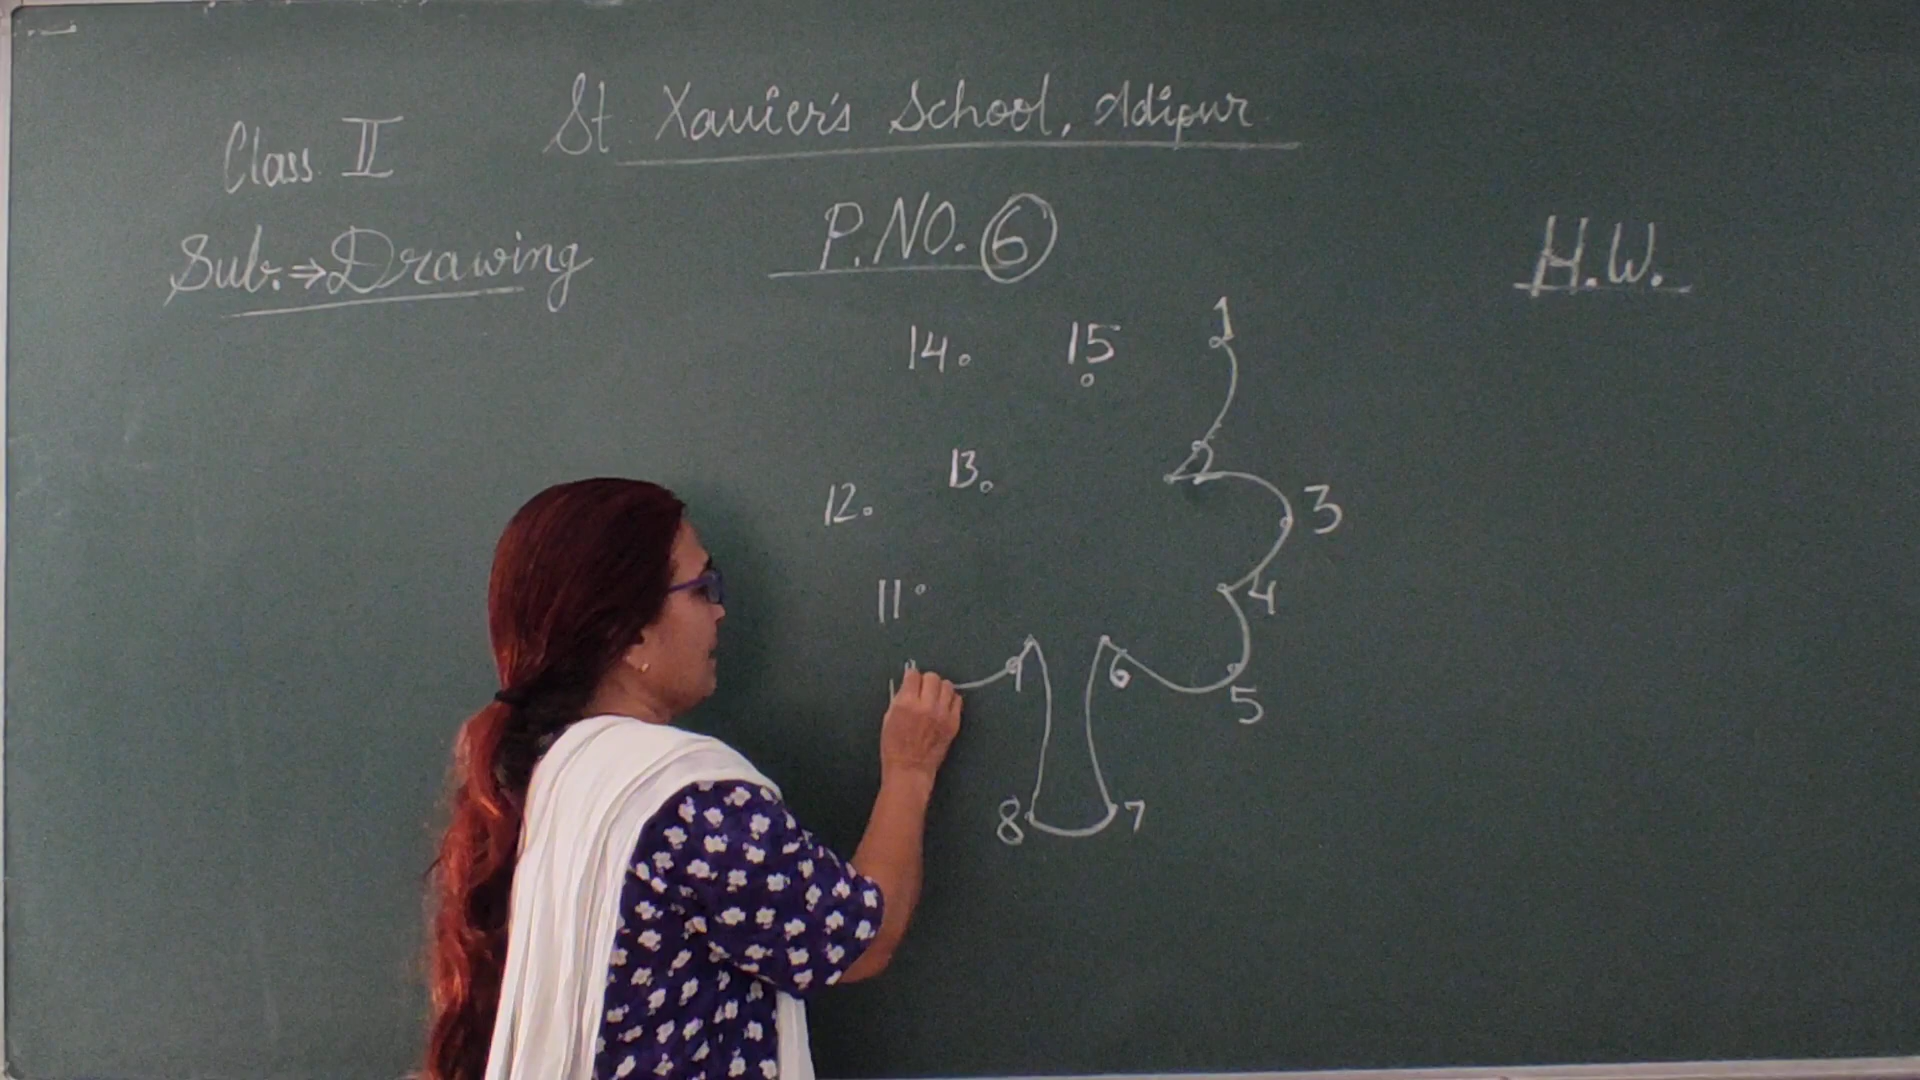 St Xavier's School, Adipur
Class II
Sub. ⇒ Drawing
P.NO. 6
H.W.
1
14. 15
13.
12.
2
3
11
4
9
6
5
8
7